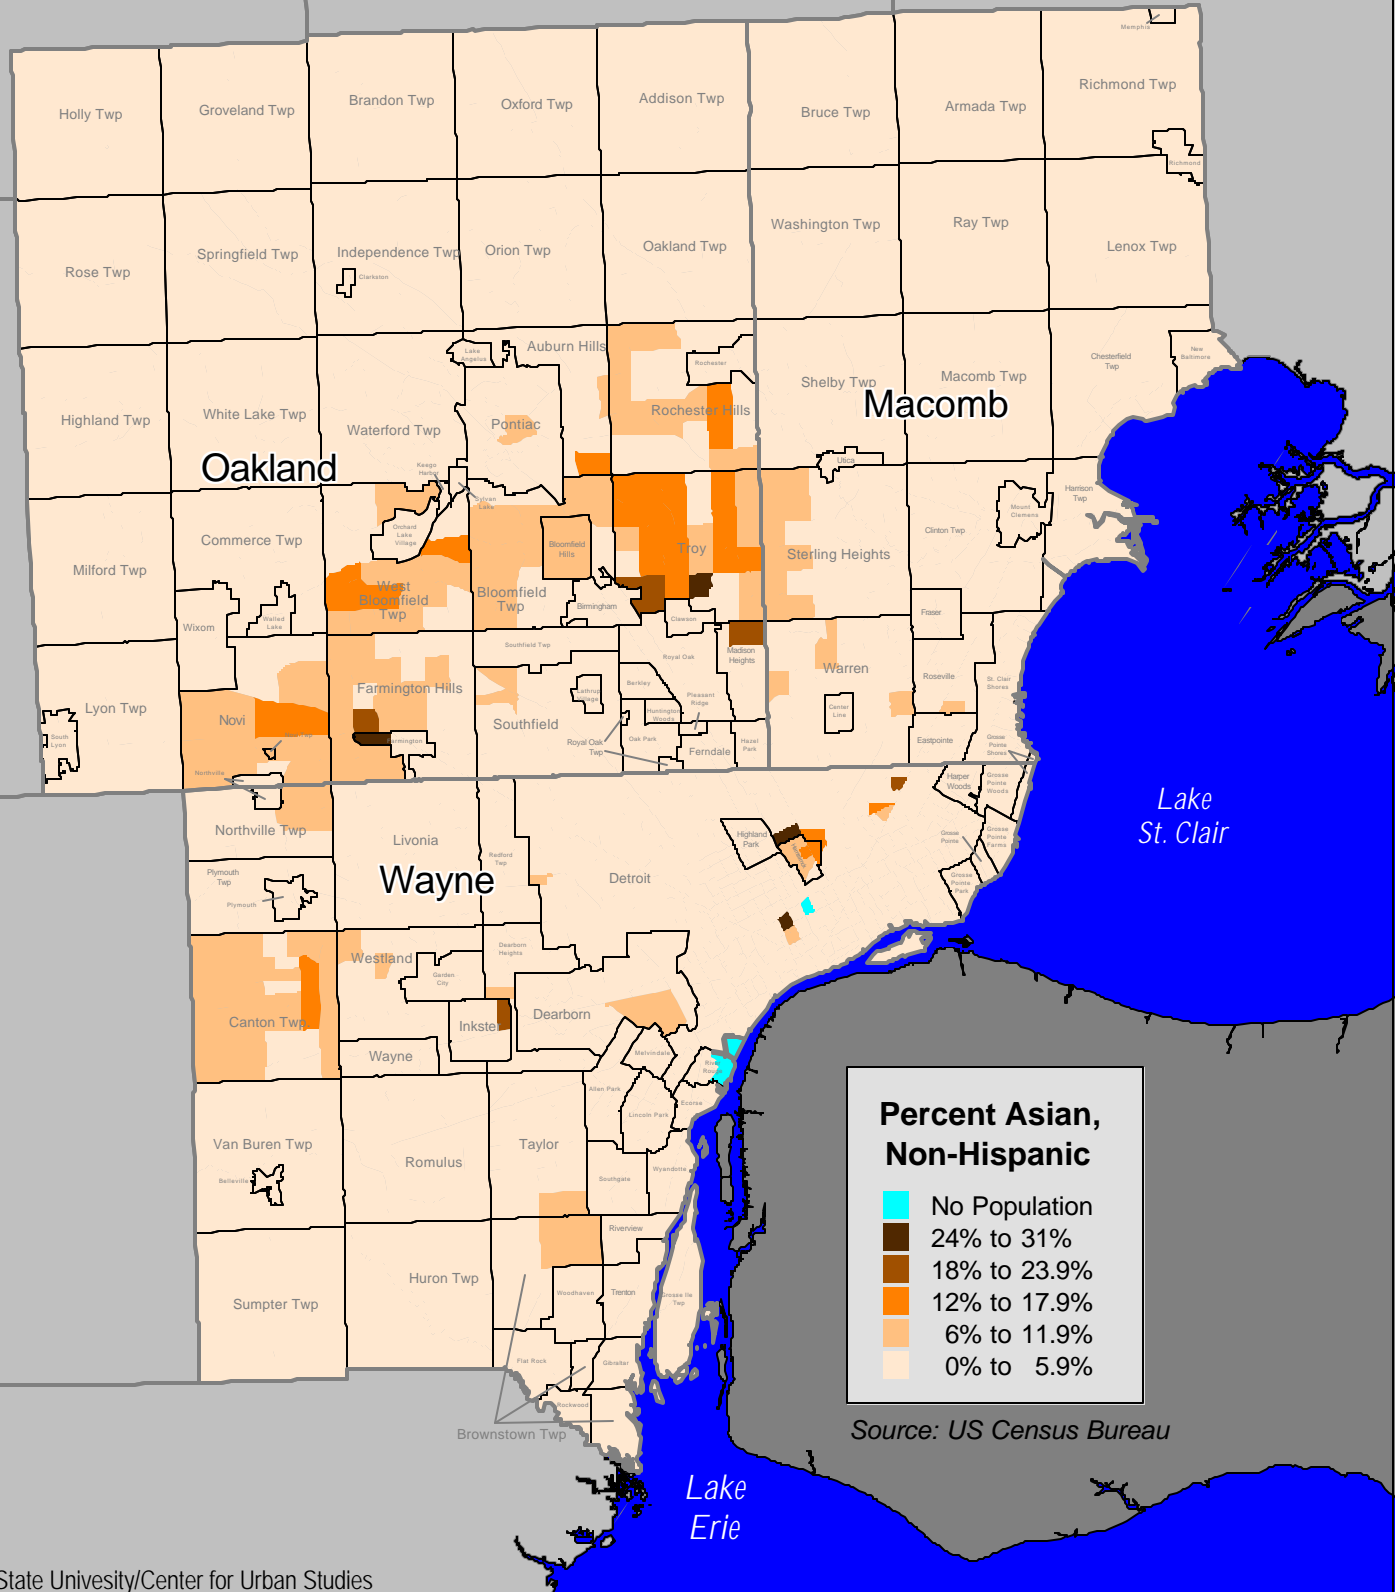 Memphis
Holly Twp
Groveland Twp
Brandon Twp
Oxford Twp
Addison Twp
Bruce Twp
Armada Twp
Richmond Twp
Richmond
Rose Twp
Springfield Twp
Independence Twp
Clarkston
Orion Twp
Oakland Twp
Washington Twp
Ray Twp
Lenox Twp
Highland Twp
White Lake Twp
Waterford Twp
Lake
Angelus
Auburn Hills
Pontiac
Rochester
Rochester Hills
Shelby Twp
Macomb Twp
Chesterfield
Twp
New
Baltimore
Macomb
Oakland
Utica
Keego
Harbor
Sylvan
Lake
Orchard
Lake
Village
Milford Twp
Commerce Twp
West
Bloomfield
Twp
Bloomfield
Twp
Bloomfield
Hills
Troy
Sterling Heights
Clinton Twp
Mount
Clemens
Harrison
Twp
Wixom
Walled
Lake
Birmingham
Clawson
Fraser
Lyon Twp
South
Lyon
Novi
Northville
Farmington Hills
Farmington
Southfield Twp
Southfield
Lathrup
Village
Royal Oak
Berkley
Huntington
Woods
Pleasant
Ridge
Madison
Heights
Royal Oak
Twp
Oak Park
Ferndale
Hazel
Park
Warren
Center
Line
Roseville
St. Clair
Shores
Eastpointe
Grosse
Pointe
Shores
Northville Twp
Livonia
Redford
Twp
Detroit
Highland
Park
Harper
Woods
Grosse
Pointe
Woods
Grosse
Pointe
Grosse
Pointe
Farms
Grosse
Pointe
Park
Lake
St. Clair
Wayne
Plymouth
Twp
Plymouth
Canton Twp
Westland
Garden
City
Dearborn
Heights
Inkster
Dearborn
Wayne
Melvindale
River
Rouge
Allen Park
Lincoln Park
Ecorse
Van Buren Twp
Belleville
Romulus
Taylor
Southgate
Wyandotte
Riverview
Sumpter Twp
Huron Twp
Woodhaven
Trenton
Grosse Ile
Twp
Flat Rock
Gibraltar
Rockwood
Brownstown Twp
Percent Asian,
Non-Hispanic
No Population
24% to 31%
18% to 23.9%
12% to 17.9%
6% to 11.9%
0% to 5.9%
Source: US Census Bureau
Lake
Erie
State Univesity/Center for Urban Studies